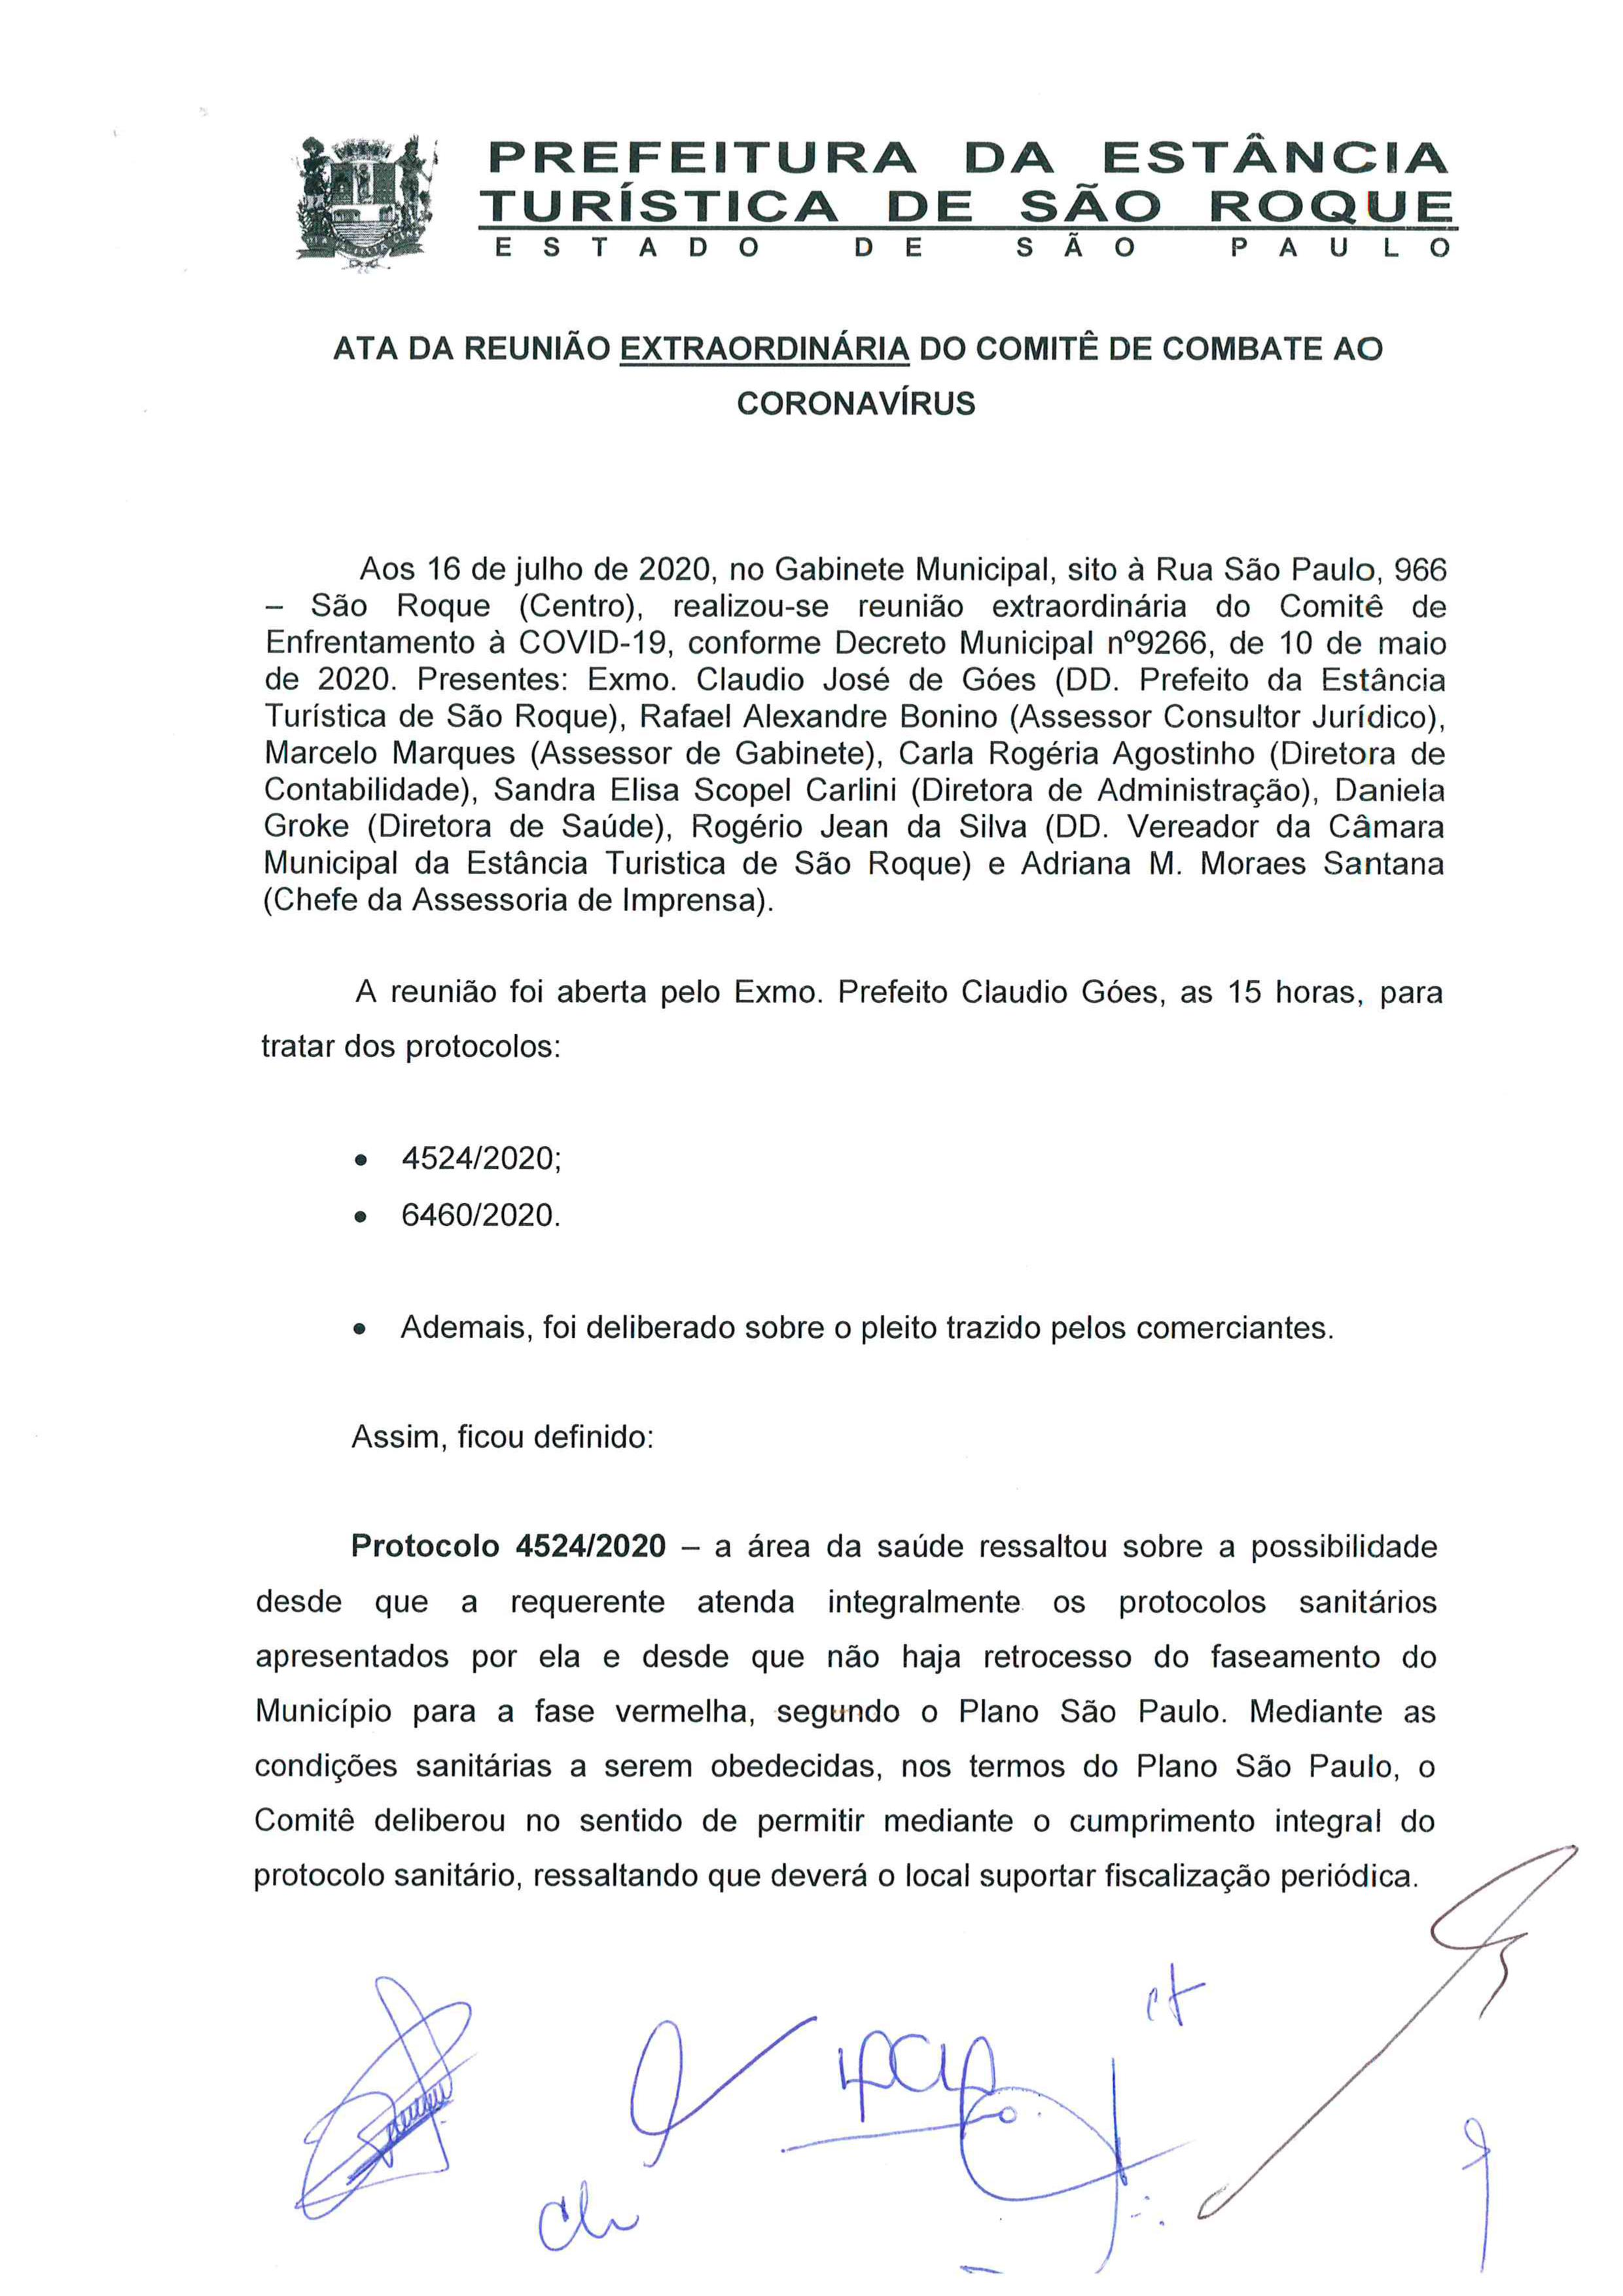 PREFEITURA DA ESTÂNCIA
TURÍSTICA DE SÃO ROQUE
ESTADO DE SÃO PAULO
ATA DA REUNIÃO EXTRAORDINÁRIA DO COMITÊ DE COMBATE AO
CORONAVÍRUS
Aos 16 de julho de 2020, no Gabinete Municipal, sito à Rua São Paulo, 966
– São Roque (Centro), realizou-se reunião extraordinária do Comitê de
Enfrentamento à COVID-19, conforme Decreto Municipal nº9266, de 10 de maio
de 2020. Presentes: Exmo. Claudio José de Góes (DD. Prefeito da Estância
Turística de São Roque), Rafael Alexandre Bonino (Assessor Consultor Jurídico),
Marcelo Marques (Assessor de Gabinete), Carla Rogéria Agostinho (Diretora de
Contabilidade), Sandra Elisa Scopel Carlini (Diretora de Administração), Daniela
Groke (Diretora de Saúde), Rogério Jean da Silva (DD. Vereador da Câmara
Municipal da Estância Turistica de São Roque) e Adriana M. Moraes Santana
(Chefe da Assessoria de Imprensa).
A reunião foi aberta pelo Exmo. Prefeito Claudio Góes, as 15 horas, para
tratar dos protocolos:
• 4524/2020;
• 6460/2020.
• Ademais, foi deliberado sobre o pleito trazido pelos comerciantes.
Assim, ficou definido:
Protocolo 4524/2020 – a área da saúde ressaltou sobre a possibilidade
desde que a requerente atenda integralmente os protocolos sanitários
apresentados por ela e desde que não haja retrocesso do faseamento do
Município para a fase vermelha, segundo o Plano São Paulo. Mediante as
condições sanitárias a serem obedecidas, nos termos do Plano São Paulo, o
Comitê deliberou no sentido de permitir mediante o cumprimento integral do
protocolo sanitário, ressaltando que deverá o local suportar fiscalização periódica.